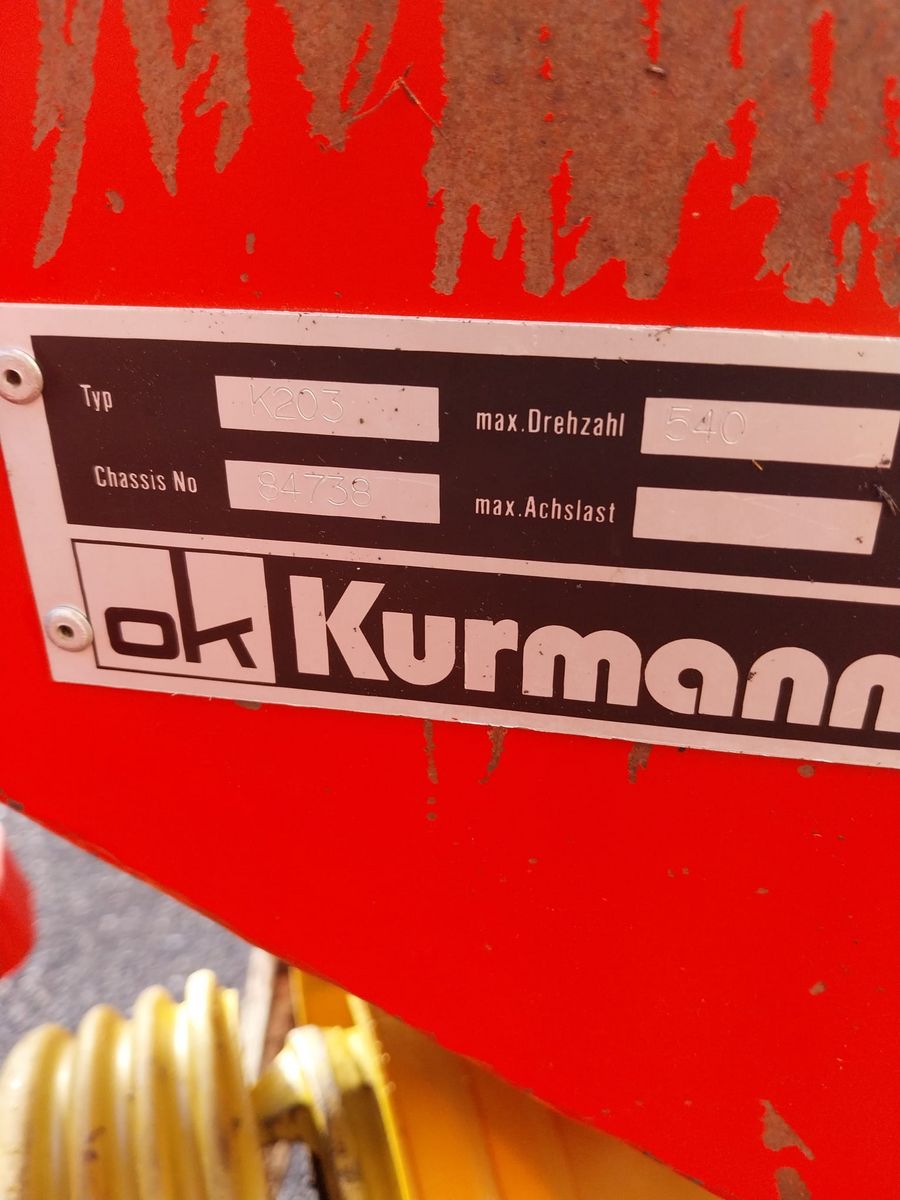 Typ K203 max.Drehzahl 540
Chassis No 84738 max.Achslast
ok Kurmann